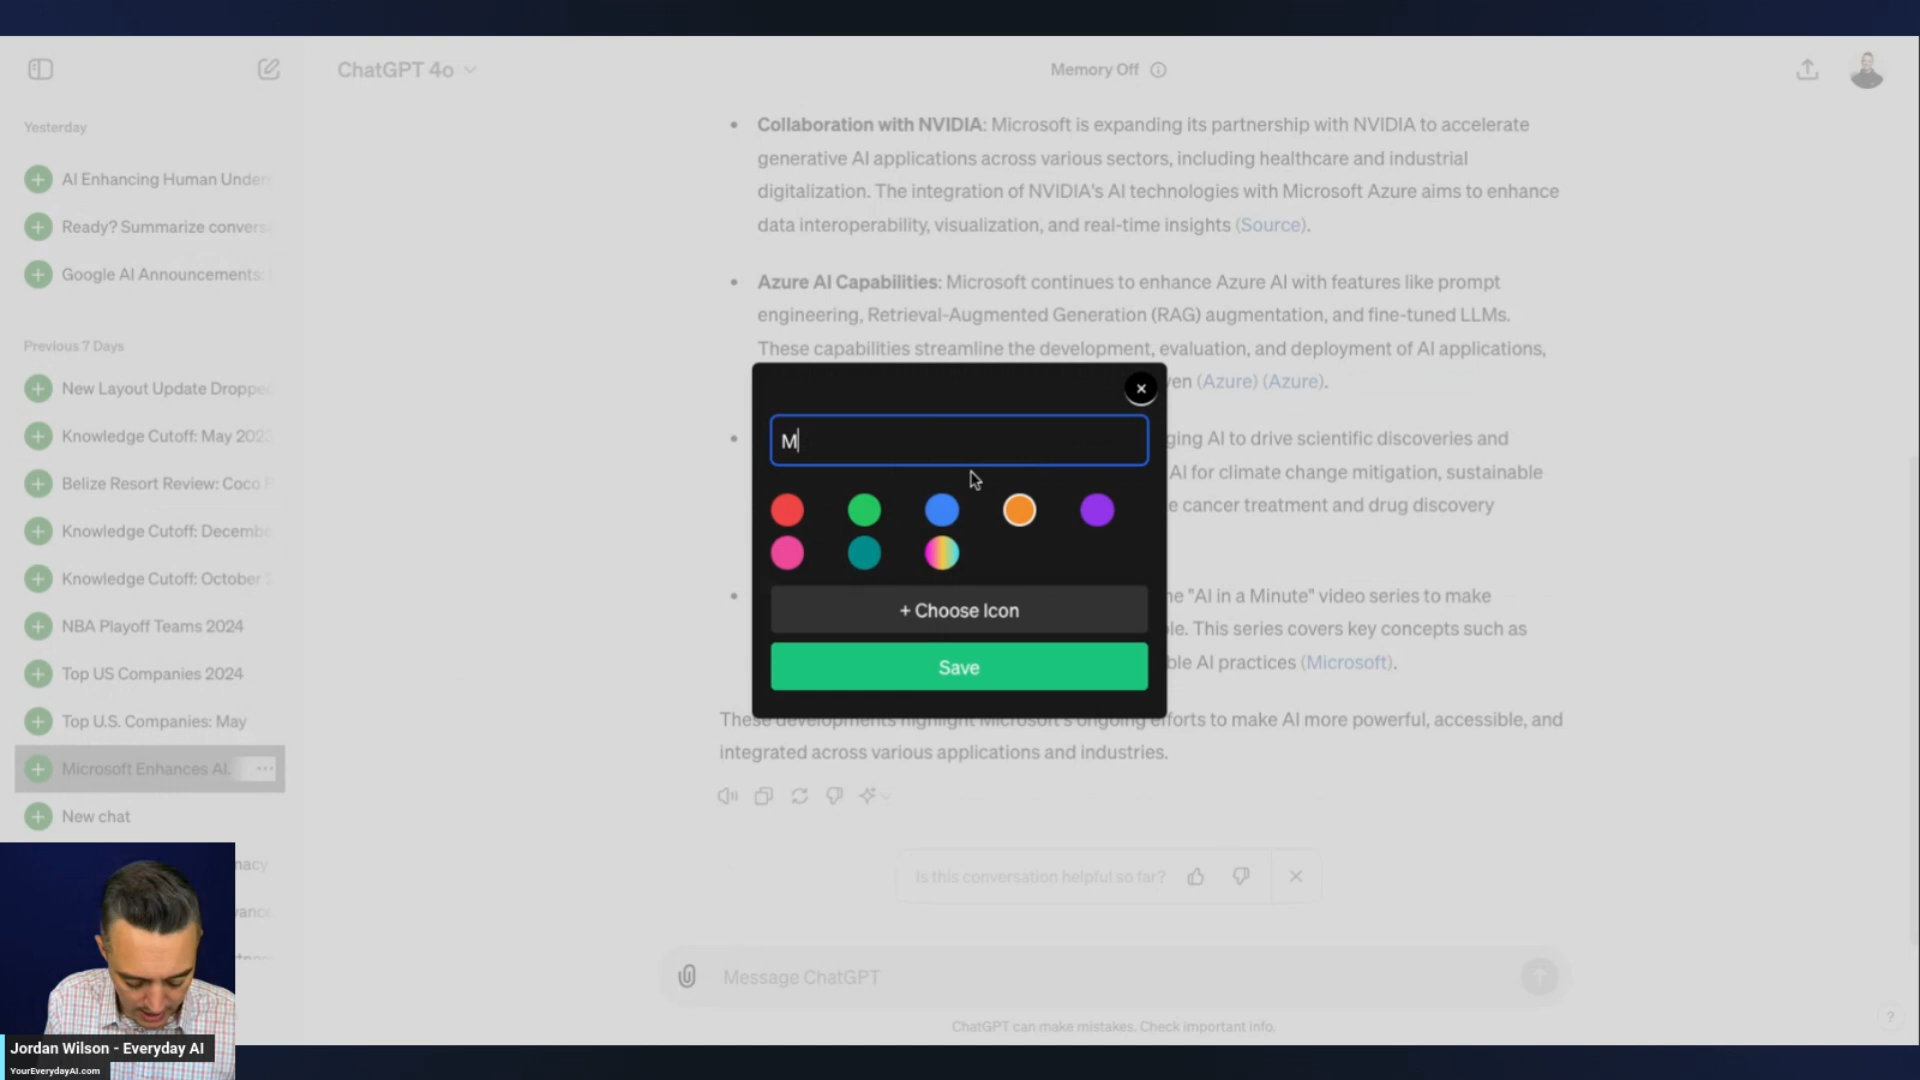 ChatGPT 4o
Memory Off
Yesterday
AI Enhancing Human Under
Ready? Summarize convers
Google AI Announcements:
Previous 7 Days
New Layout Update Dropped
Knowledge Cutoff: May 2023
Belize Resort Review: Coco
Knowledge Cutoff: Decembe
Knowledge Cutoff: October
NBA Playoff Teams 2024
Top US Companies 2024
Top U.S. Companies: May
Microsoft Enhances AI.
New chat
Collaboration with NVIDIA: Microsoft is expanding its partnership with NVIDIA to accelerate
generative AI applications across various sectors, including healthcare and industrial
digitalization. The integration of NVIDIA's AI technologies with Microsoft Azure aims to enhance
data interoperability, visualization, and real-time insights (Source).
Azure AI Capabilities: Microsoft continues to enhance Azure AI with features like prompt
engineering, Retrieval-Augmented Generation (RAG) augmentation, and fine-tuned LLMs.
These capabilities streamline the development, evaluation, and deployment of AI applications,
(Azure) (Azure).
ging AI to drive scientific discoveries and
AI for climate change mitigation, sustainable
cancer treatment and drug discovery
"AI in a Minute" video series to make
This series covers key concepts such as
AI practices (Microsoft).
These developments highlight Microsoft's ongoing efforts to make AI more powerful, accessible, and
integrated across various applications and industries.
M
+ Choose Icon
Save
Is this conversation helpful so far?
Message ChatGPT
ChatGPT can make mistakes. Check important info.
?
Jordan Wilson - Everyday AI
YourEverydayAI.com